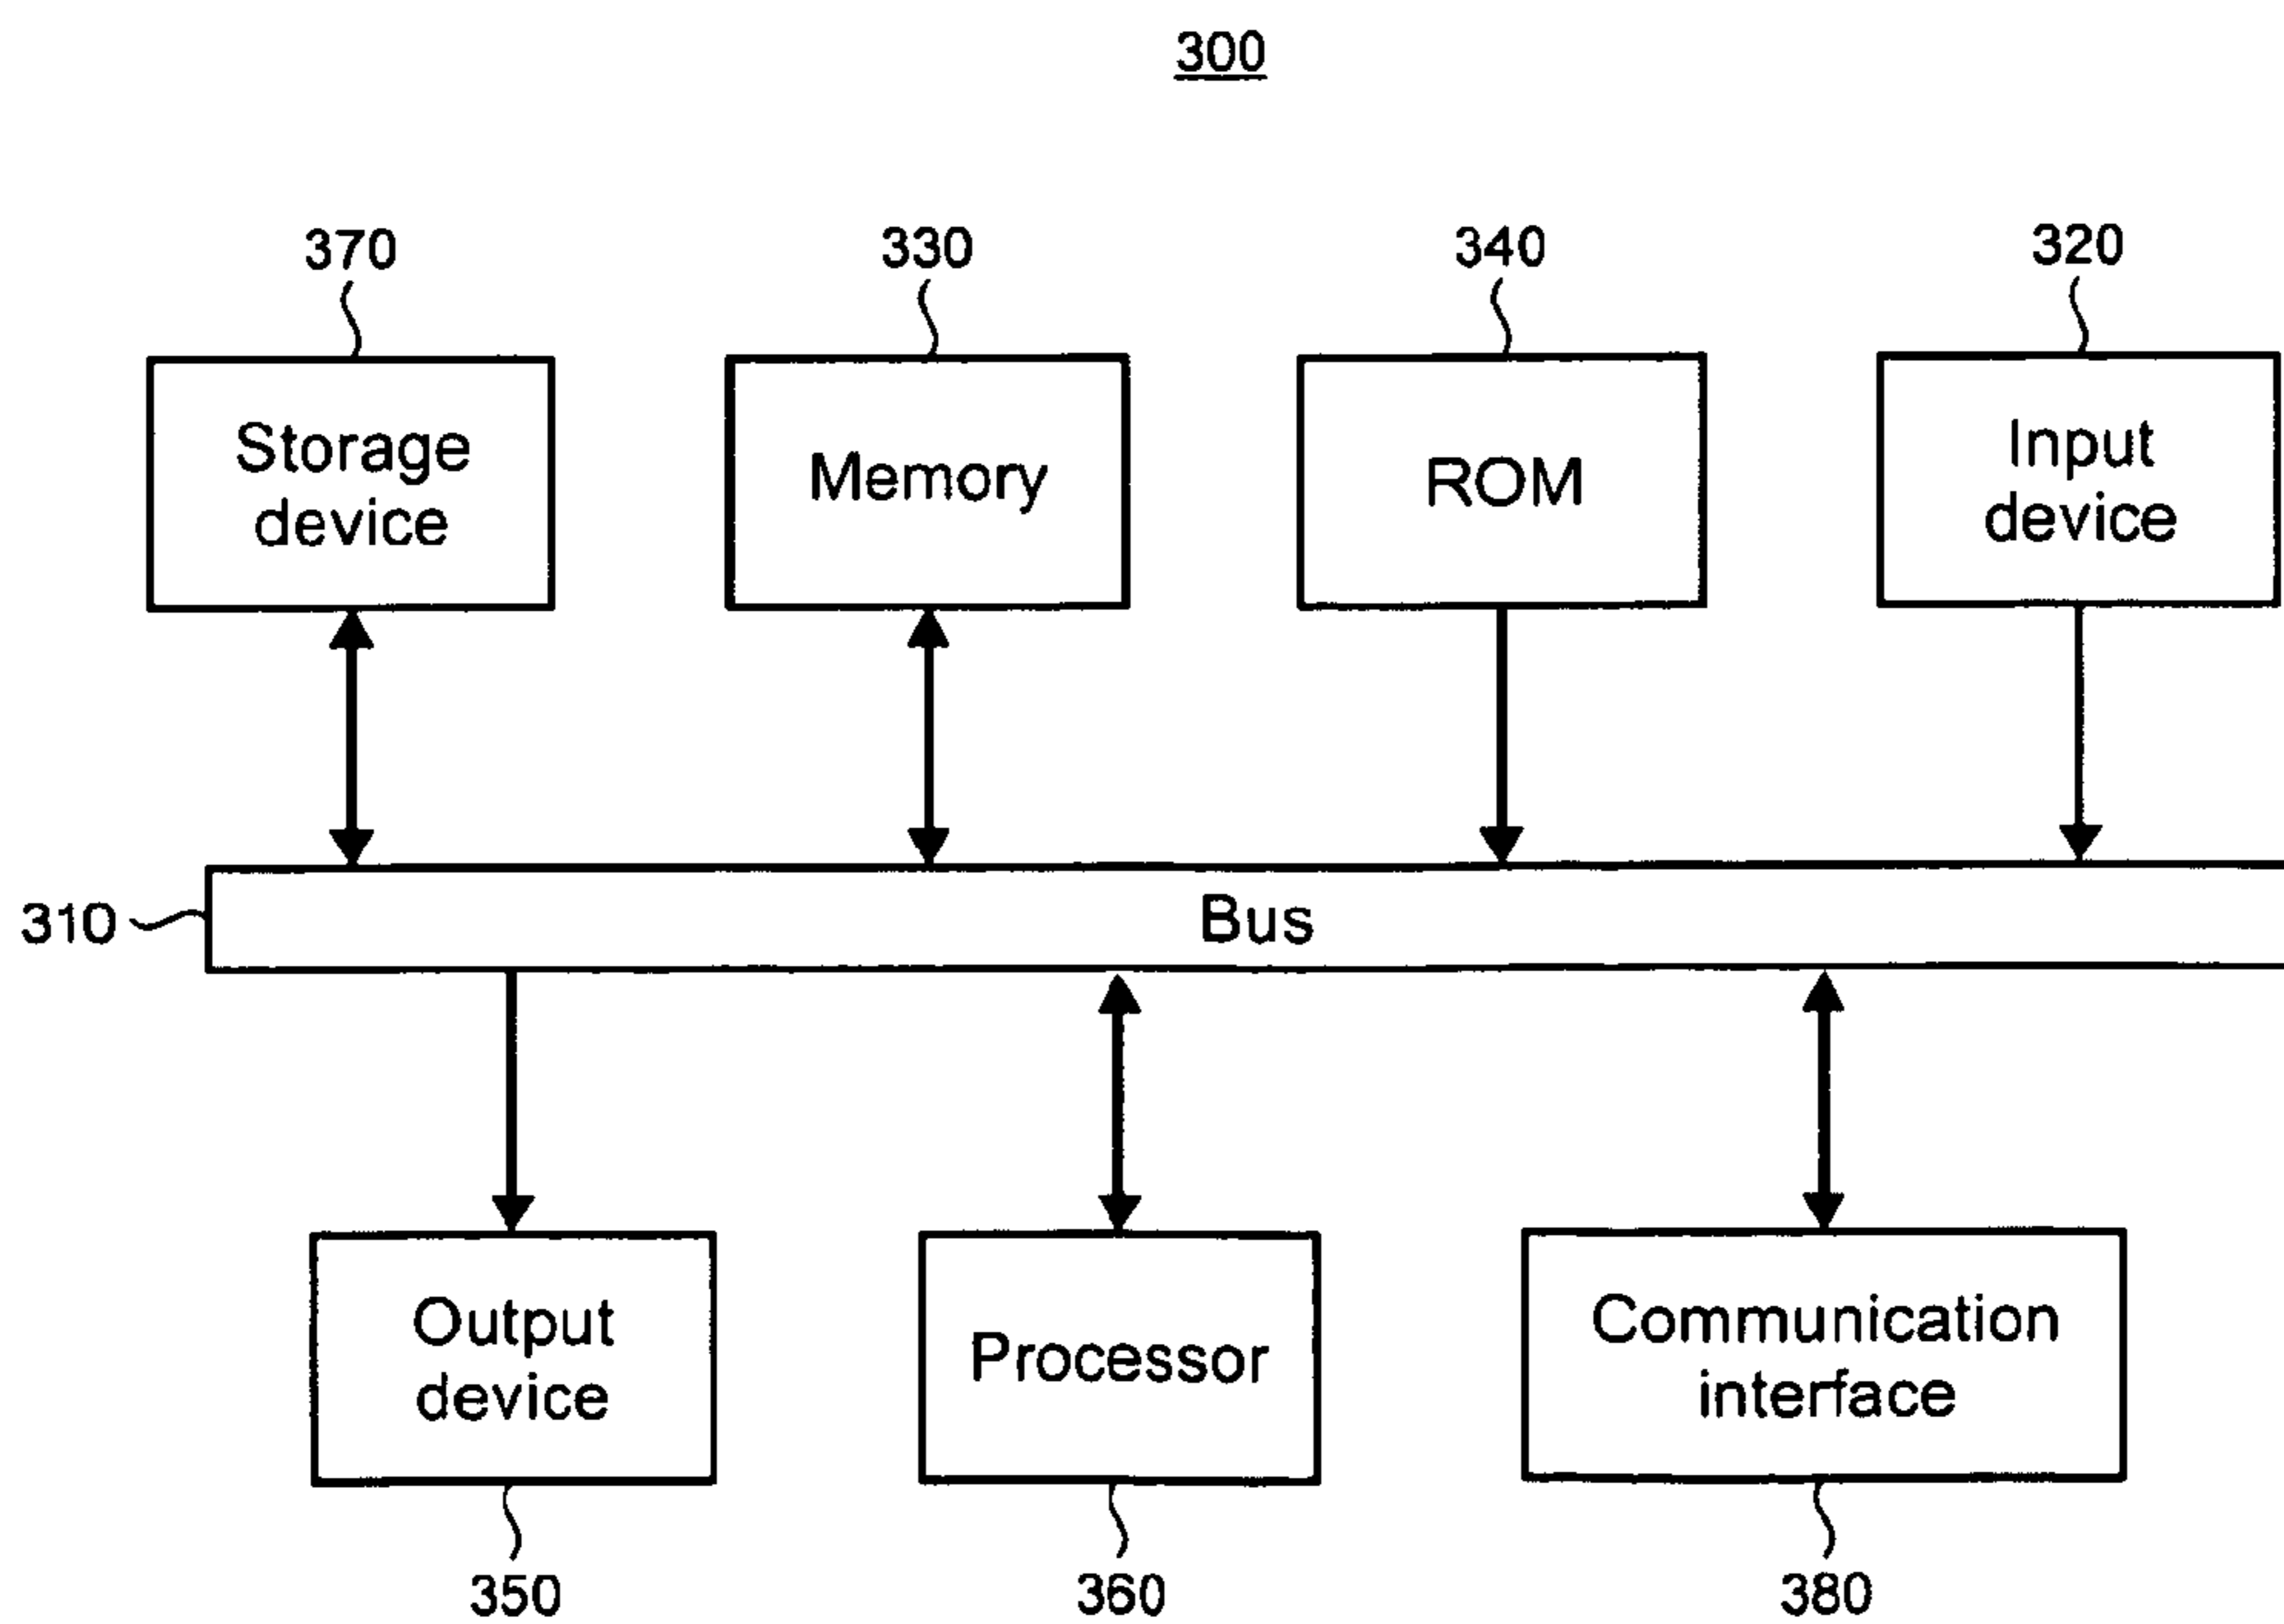 300
370
330
340
320
Storage
device
Memory
ROM
Input
device
310
Bus
Output
device
Processor
Communication
interface
350
360
380